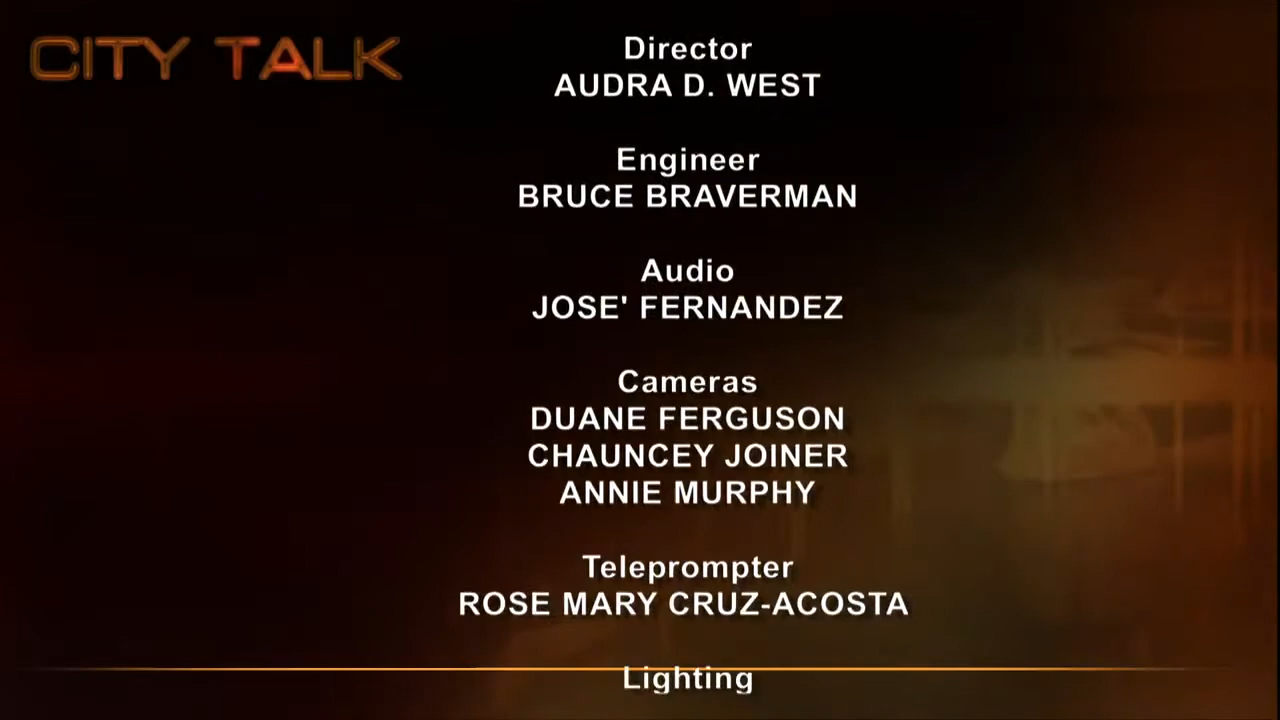 CITY TALK
Director
AUDRA D. WEST
Engineer
BRUCE BRAVERMAN
Audio
JOSE' FERNANDEZ
Cameras
DUANE FERGUSON
CHAUNCEY JOINER
ANNIE MURPHY
Teleprompter
ROSE MARY CRUZ-ACOSTA
Lighting